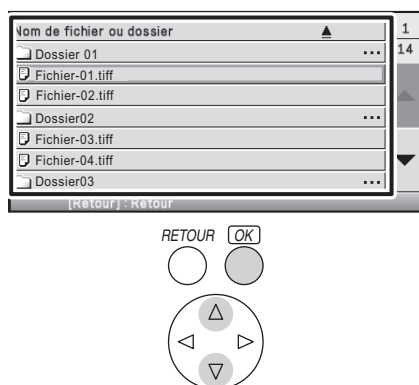 Nom de fichier ou dossier 1
Dossier 01 ... 14
Fichier-01.tiff
Fichier-02.tiff
Dossier02 ...
Fichier-03.tiff
Fichier-04.tiff
Dossier03 ...
[Retour] : Retour
RETOUR OK